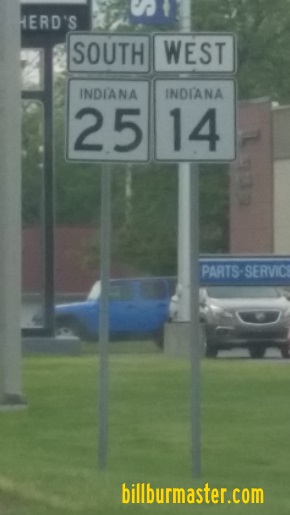 HERD'S
SOUTH WEST
INDIANA INDIANA
25 14
PARTS-SERVICE
billburmaster.com